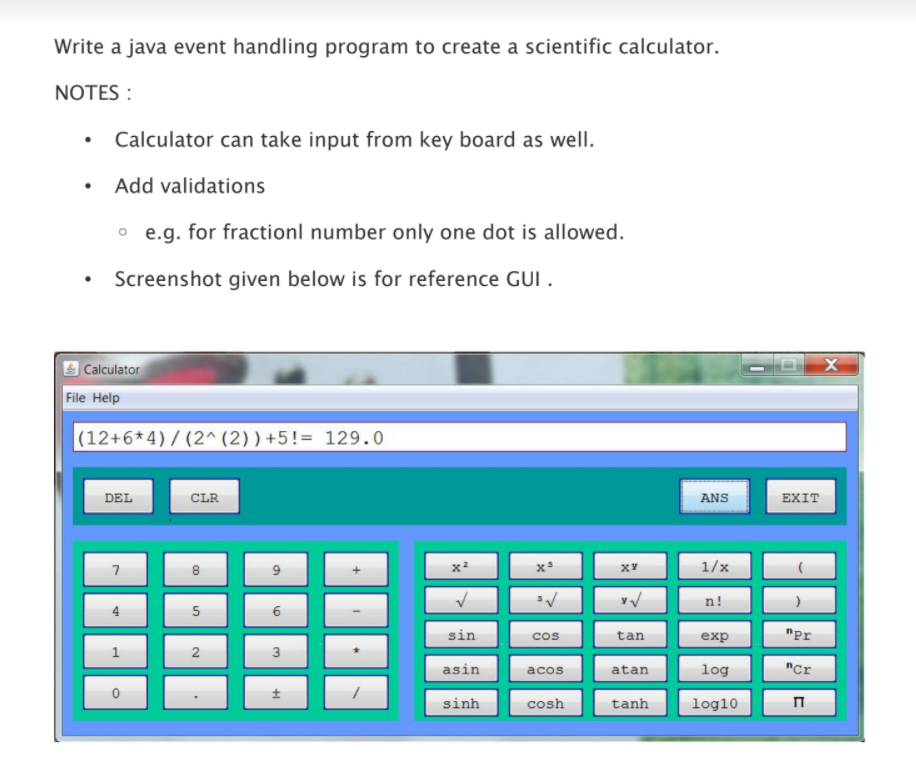 Write a java event handling program to create a scientific calculator.
NOTES :
• Calculator can take input from key board as well.
• Add validations
○ e.g. for fractionl number only one dot is allowed.
• Screenshot given below is for reference GUI .
Calculator
File Help
(12+6*4)/(2^(2))+5!= 129.0
DEL CLR ANS EXIT
7 8 9 + x² x³ xʸ 1/x (
4 5 6 - √ ³√ ʸ√ n! )
1 2 3 * sin cos tan exp ⁿPr
asin acos atan log ⁿCr
0 . ± / sinh cosh tanh log10 Π